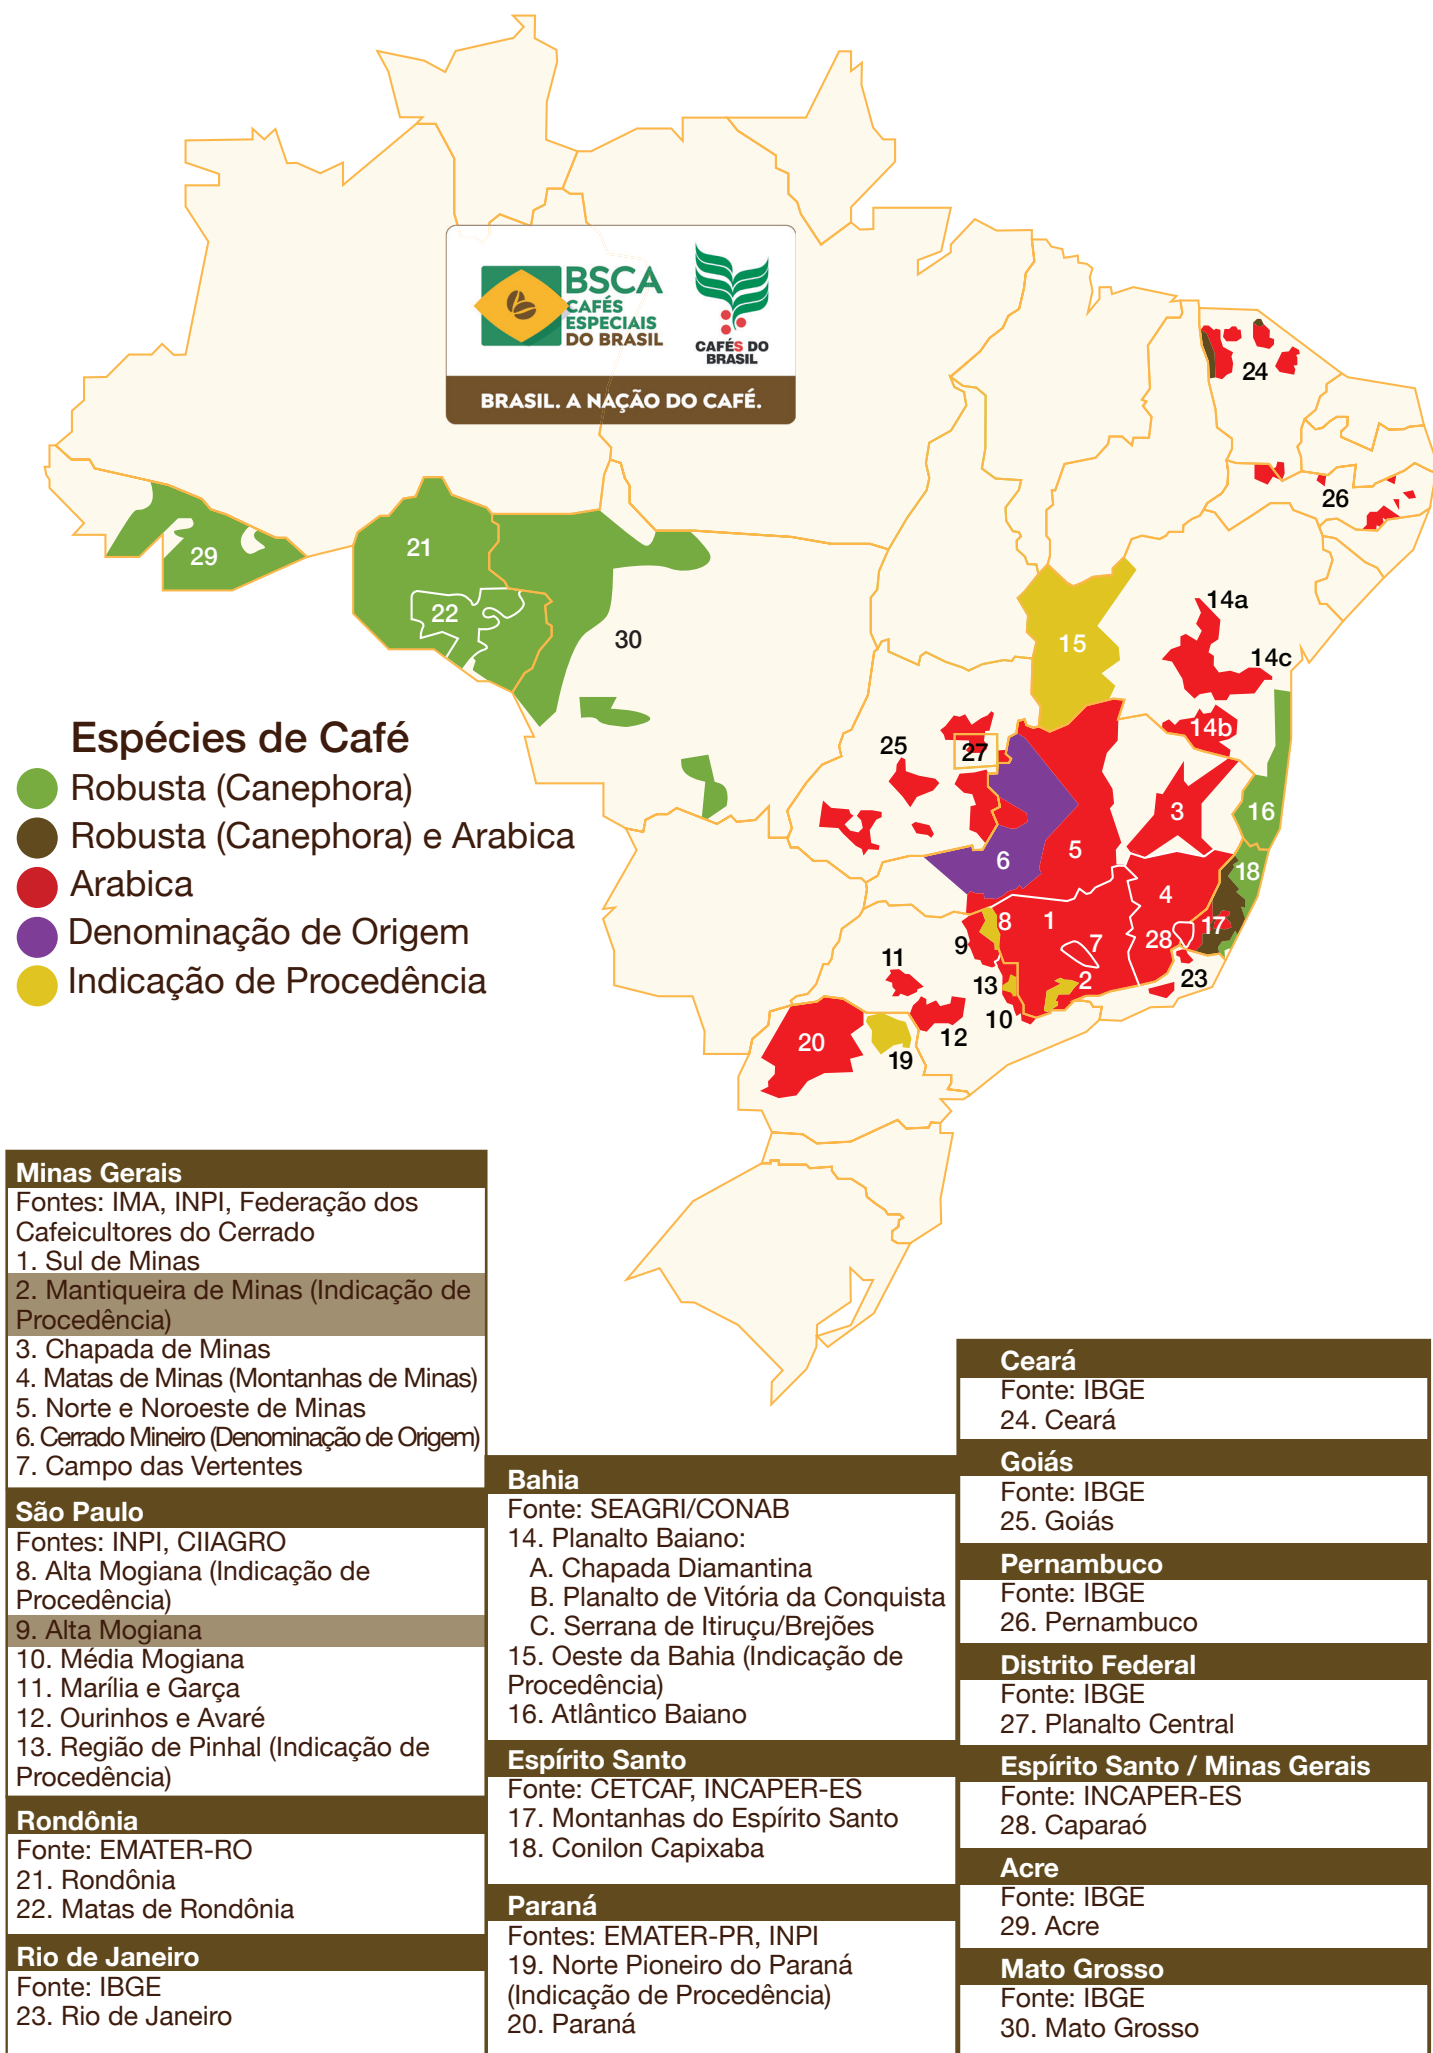 BSCA
CAFÉS
ESPECIAIS
DO BRASIL
CAFÉS DO
BRASIL
BRASIL. A NAÇÃO DO CAFÉ.
24
26
29
21
22
30
15
14a
14c
14b
25
27
3
16
5
6
18
4
17
8
1
9
7
28
11
2
23
13
10
12
20
19
Espécies de Café
Robusta (Canephora)
Robusta (Canephora) e Arabica
Arabica
Denominação de Origem
Indicação de Procedência
Minas Gerais
Fontes: IMA, INPI, Federação dos
Cafeicultores do Cerrado
1. Sul de Minas
2. Mantiqueira de Minas (Indicação de
Procedência)
3. Chapada de Minas
4. Matas de Minas (Montanhas de Minas)
5. Norte e Noroeste de Minas
6. Cerrado Mineiro (Denominação de Origem)
7. Campo das Vertentes
São Paulo
Fontes: INPI, CIIAGRO
8. Alta Mogiana (Indicação de
Procedência)
9. Alta Mogiana
10. Média Mogiana
11. Marília e Garça
12. Ourinhos e Avaré
13. Região de Pinhal (Indicação de
Procedência)
Rondônia
Fonte: EMATER-RO
21. Rondônia
22. Matas de Rondônia
Rio de Janeiro
Fonte: IBGE
23. Rio de Janeiro
Bahia
Fonte: SEAGRI/CONAB
14. Planalto Baiano:
A. Chapada Diamantina
B. Planalto de Vitória da Conquista
C. Serrana de Itiruçu/Brejões
15. Oeste da Bahia (Indicação de
Procedência)
16. Atlântico Baiano
Espírito Santo
Fonte: CETCAF, INCAPER-ES
17. Montanhas do Espírito Santo
18. Conilon Capixaba
Paraná
Fontes: EMATER-PR, INPI
19. Norte Pioneiro do Paraná
(Indicação de Procedência)
20. Paraná
Ceará
Fonte: IBGE
24. Ceará
Goiás
Fonte: IBGE
25. Goiás
Pernambuco
Fonte: IBGE
26. Pernambuco
Distrito Federal
Fonte: IBGE
27. Planalto Central
Espírito Santo / Minas Gerais
Fonte: INCAPER-ES
28. Caparaó
Acre
Fonte: IBGE
29. Acre
Mato Grosso
Fonte: IBGE
30. Mato Grosso